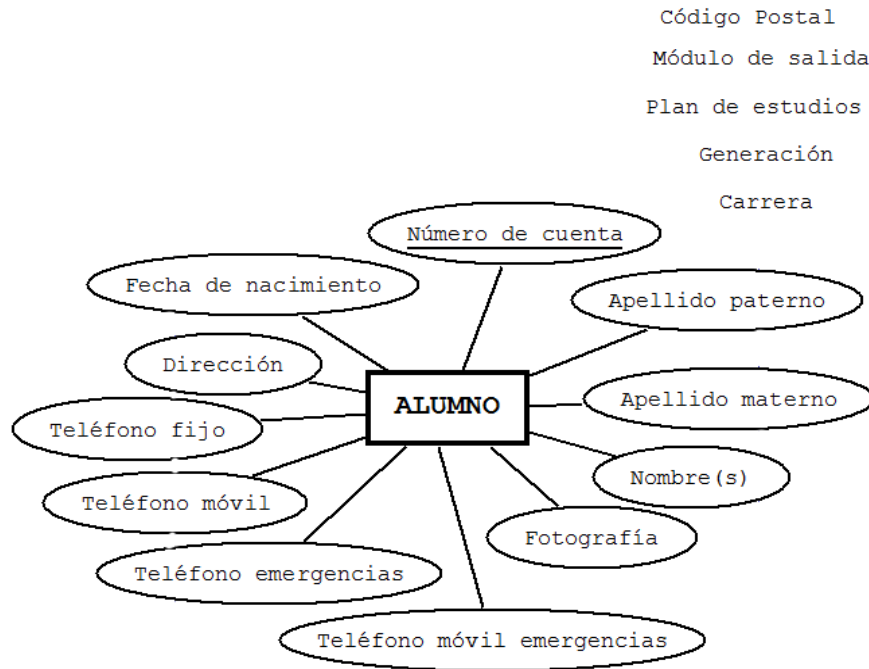 Código Postal
Módulo de salida
Plan de estudios
Generación
Carrera
Número de cuenta
Fecha de nacimiento
Apellido paterno
Dirección
ALUMNO
Apellido materno
Teléfono fijo
Nombre(s)
Teléfono móvil
Fotografía
Teléfono emergencias
Teléfono móvil emergencias